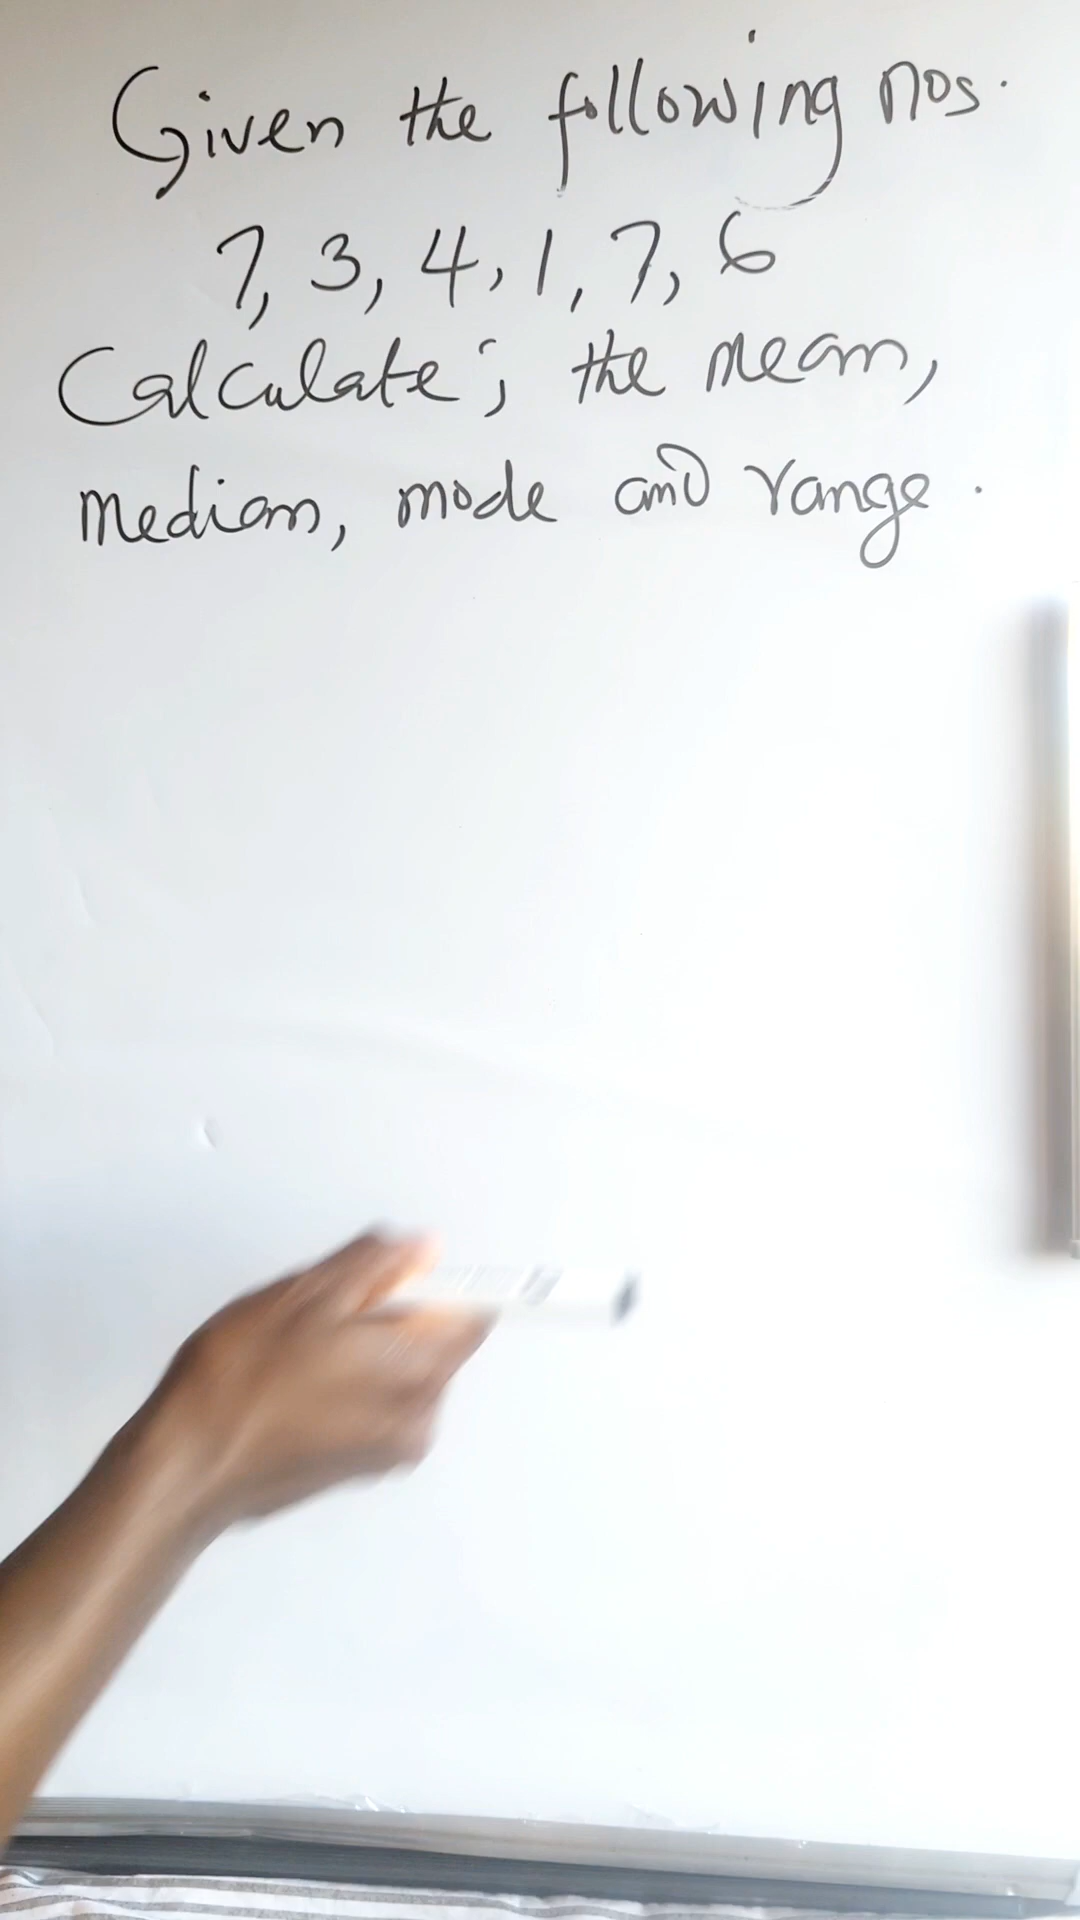 Given the following nos.
7, 3, 4, 1, 7, 6
Calculate; the mean,
median, mode and range.